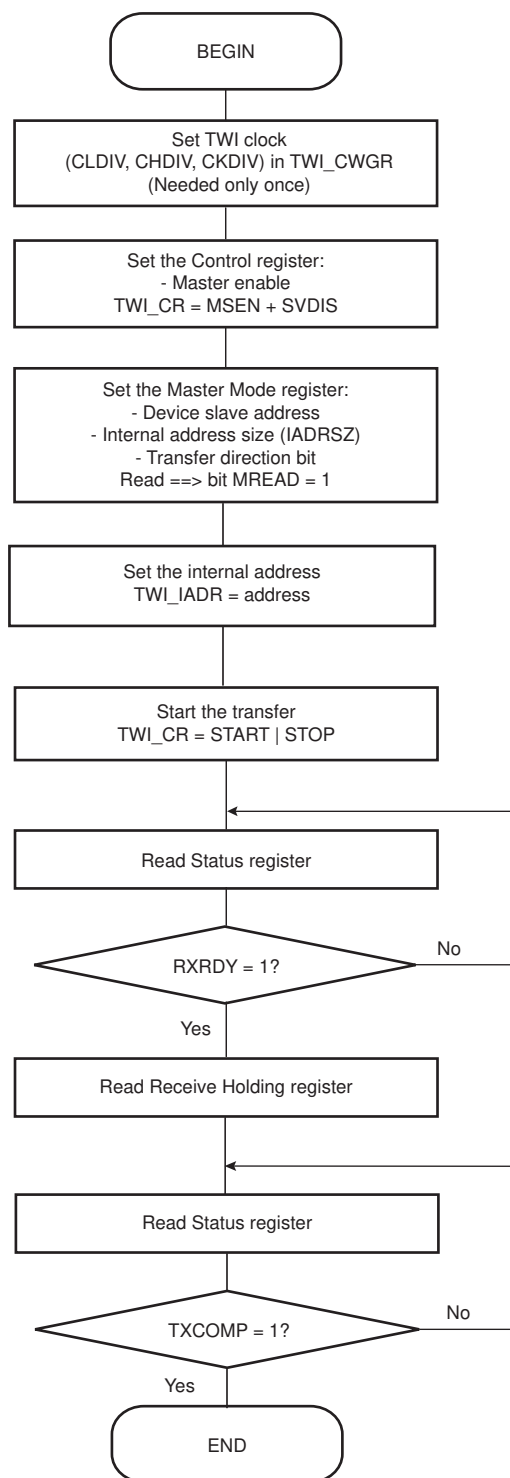 BEGIN
Set TWI clock
(CLDIV, CHDIV, CKDIV) in TWI_CWGR
(Needed only once)
Set the Control register:
- Master enable
TWI_CR = MSEN + SVDIS
Set the Master Mode register:
- Device slave address
- Internal address size (IADRSZ)
- Transfer direction bit
Read ==> bit MREAD = 1
Set the internal address
TWI_IADR = address
Start the transfer
TWI_CR = START | STOP
Read Status register
RXRDY = 1?
No
Yes
Read Receive Holding register
Read Status register
TXCOMP = 1?
No
Yes
END